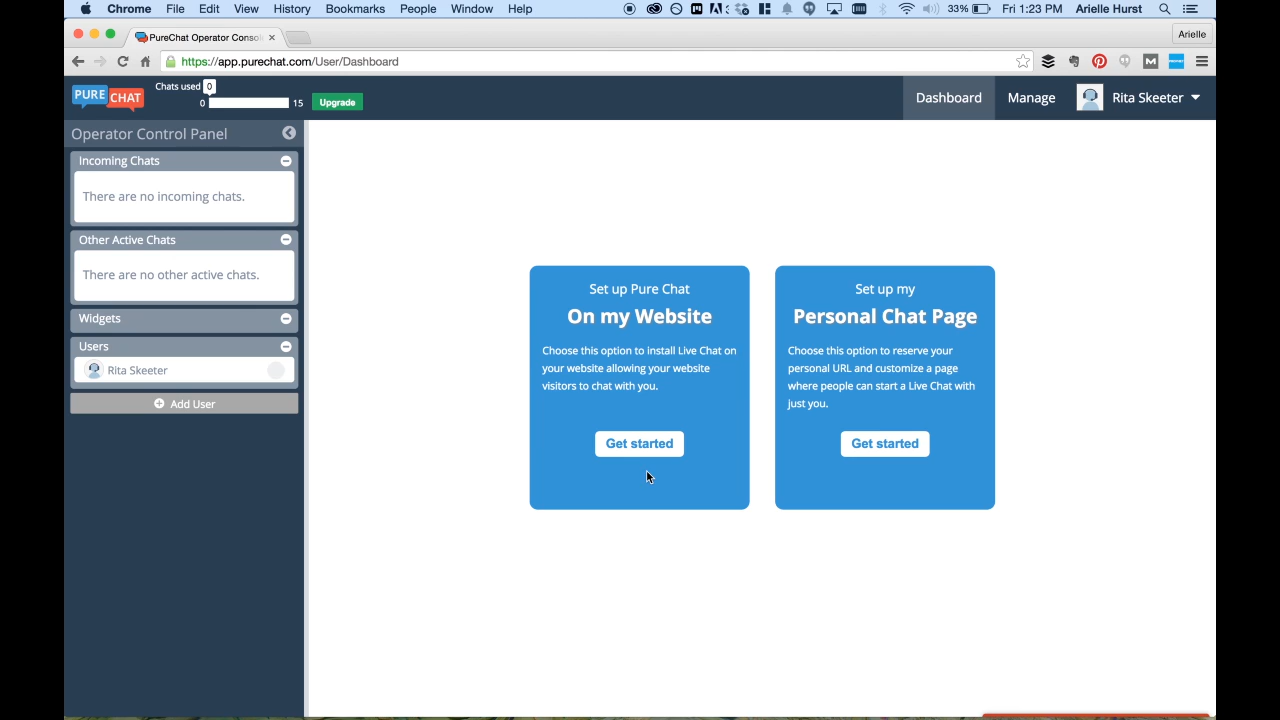 Chrome File Edit View History Bookmarks People Window Help 33% Fri 1:23 PM Arielle Hurst
PureChat Operator Conso
Arielle
https://app.purechat.com/User/Dashboard
PURE CHAT
Chats used 0
0 15 Upgrade
Dashboard Manage Rita Skeeter
Operator Control Panel
Incoming Chats
There are no incoming chats.
Other Active Chats
There are no other active chats.
Widgets
Users
Rita Skeeter
Add User
Set up Pure Chat
On my Website
Choose this option to install Live Chat on
your website allowing your website
visitors to chat with you.
Get started
Set up my
Personal Chat Page
Choose this option to reserve your
personal URL and customize a page
where people can start a Live Chat with
just you.
Get started